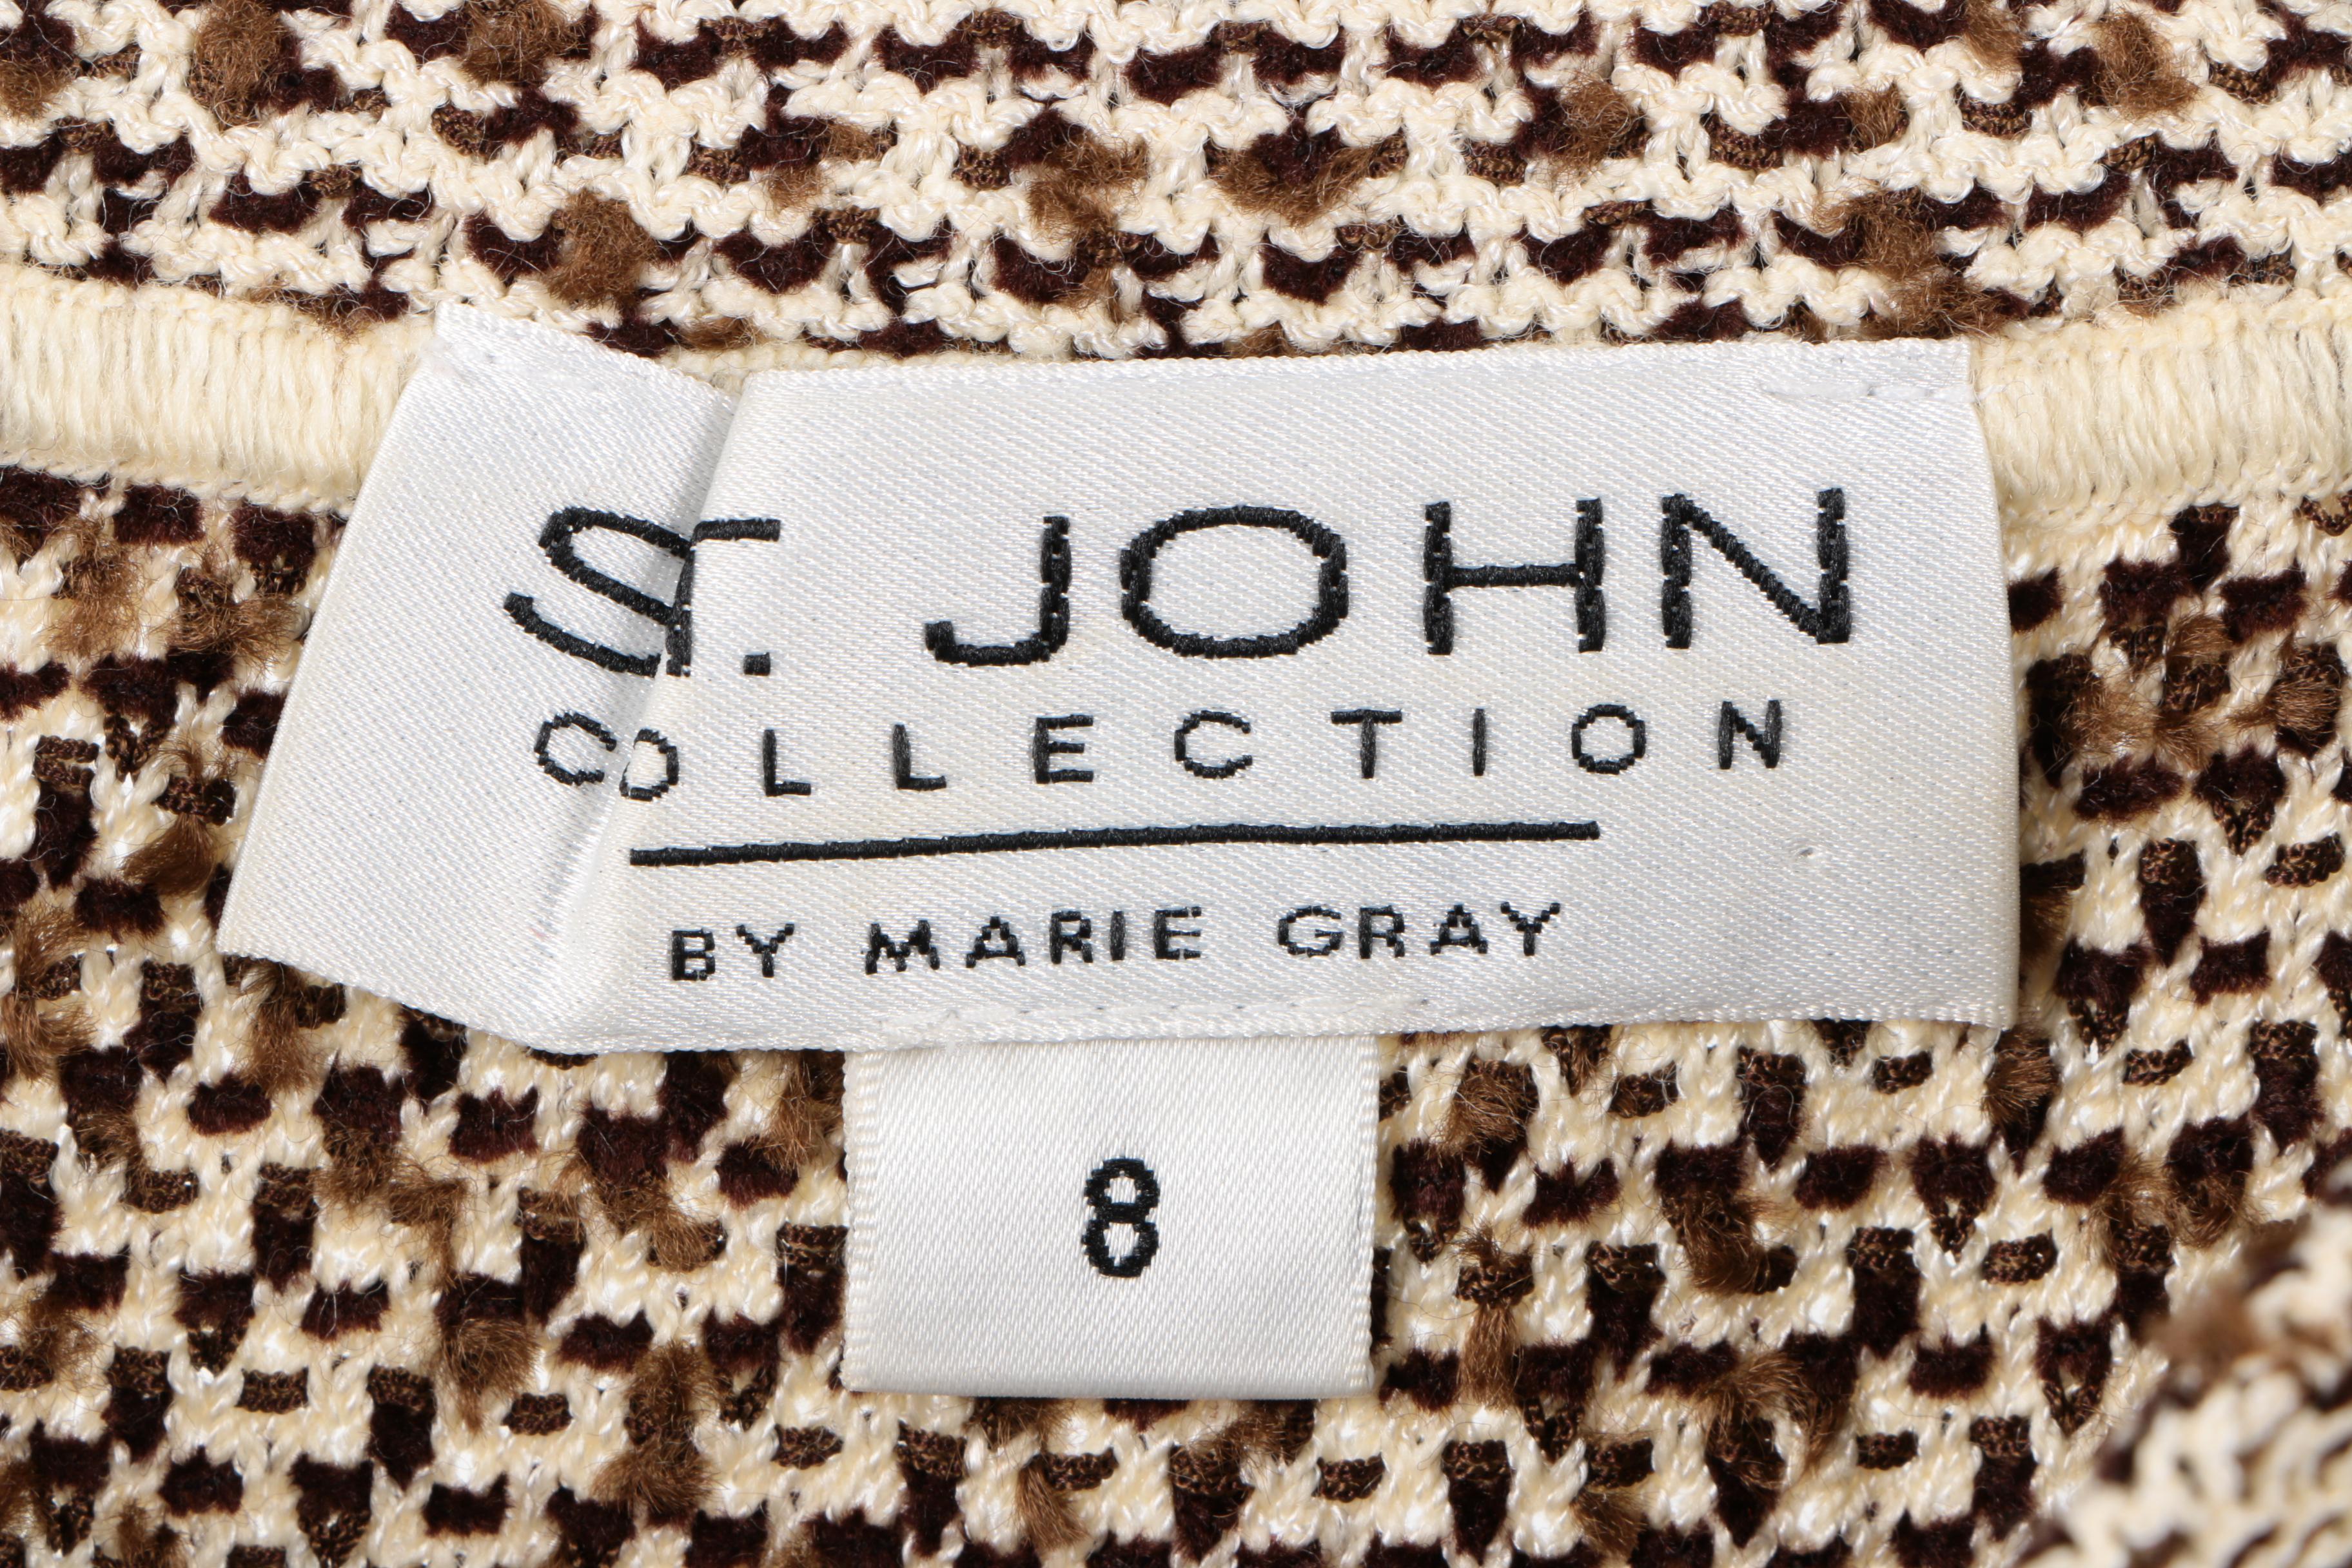 ST. JOHN
COLLECTION
BY MARIE GRAY
8